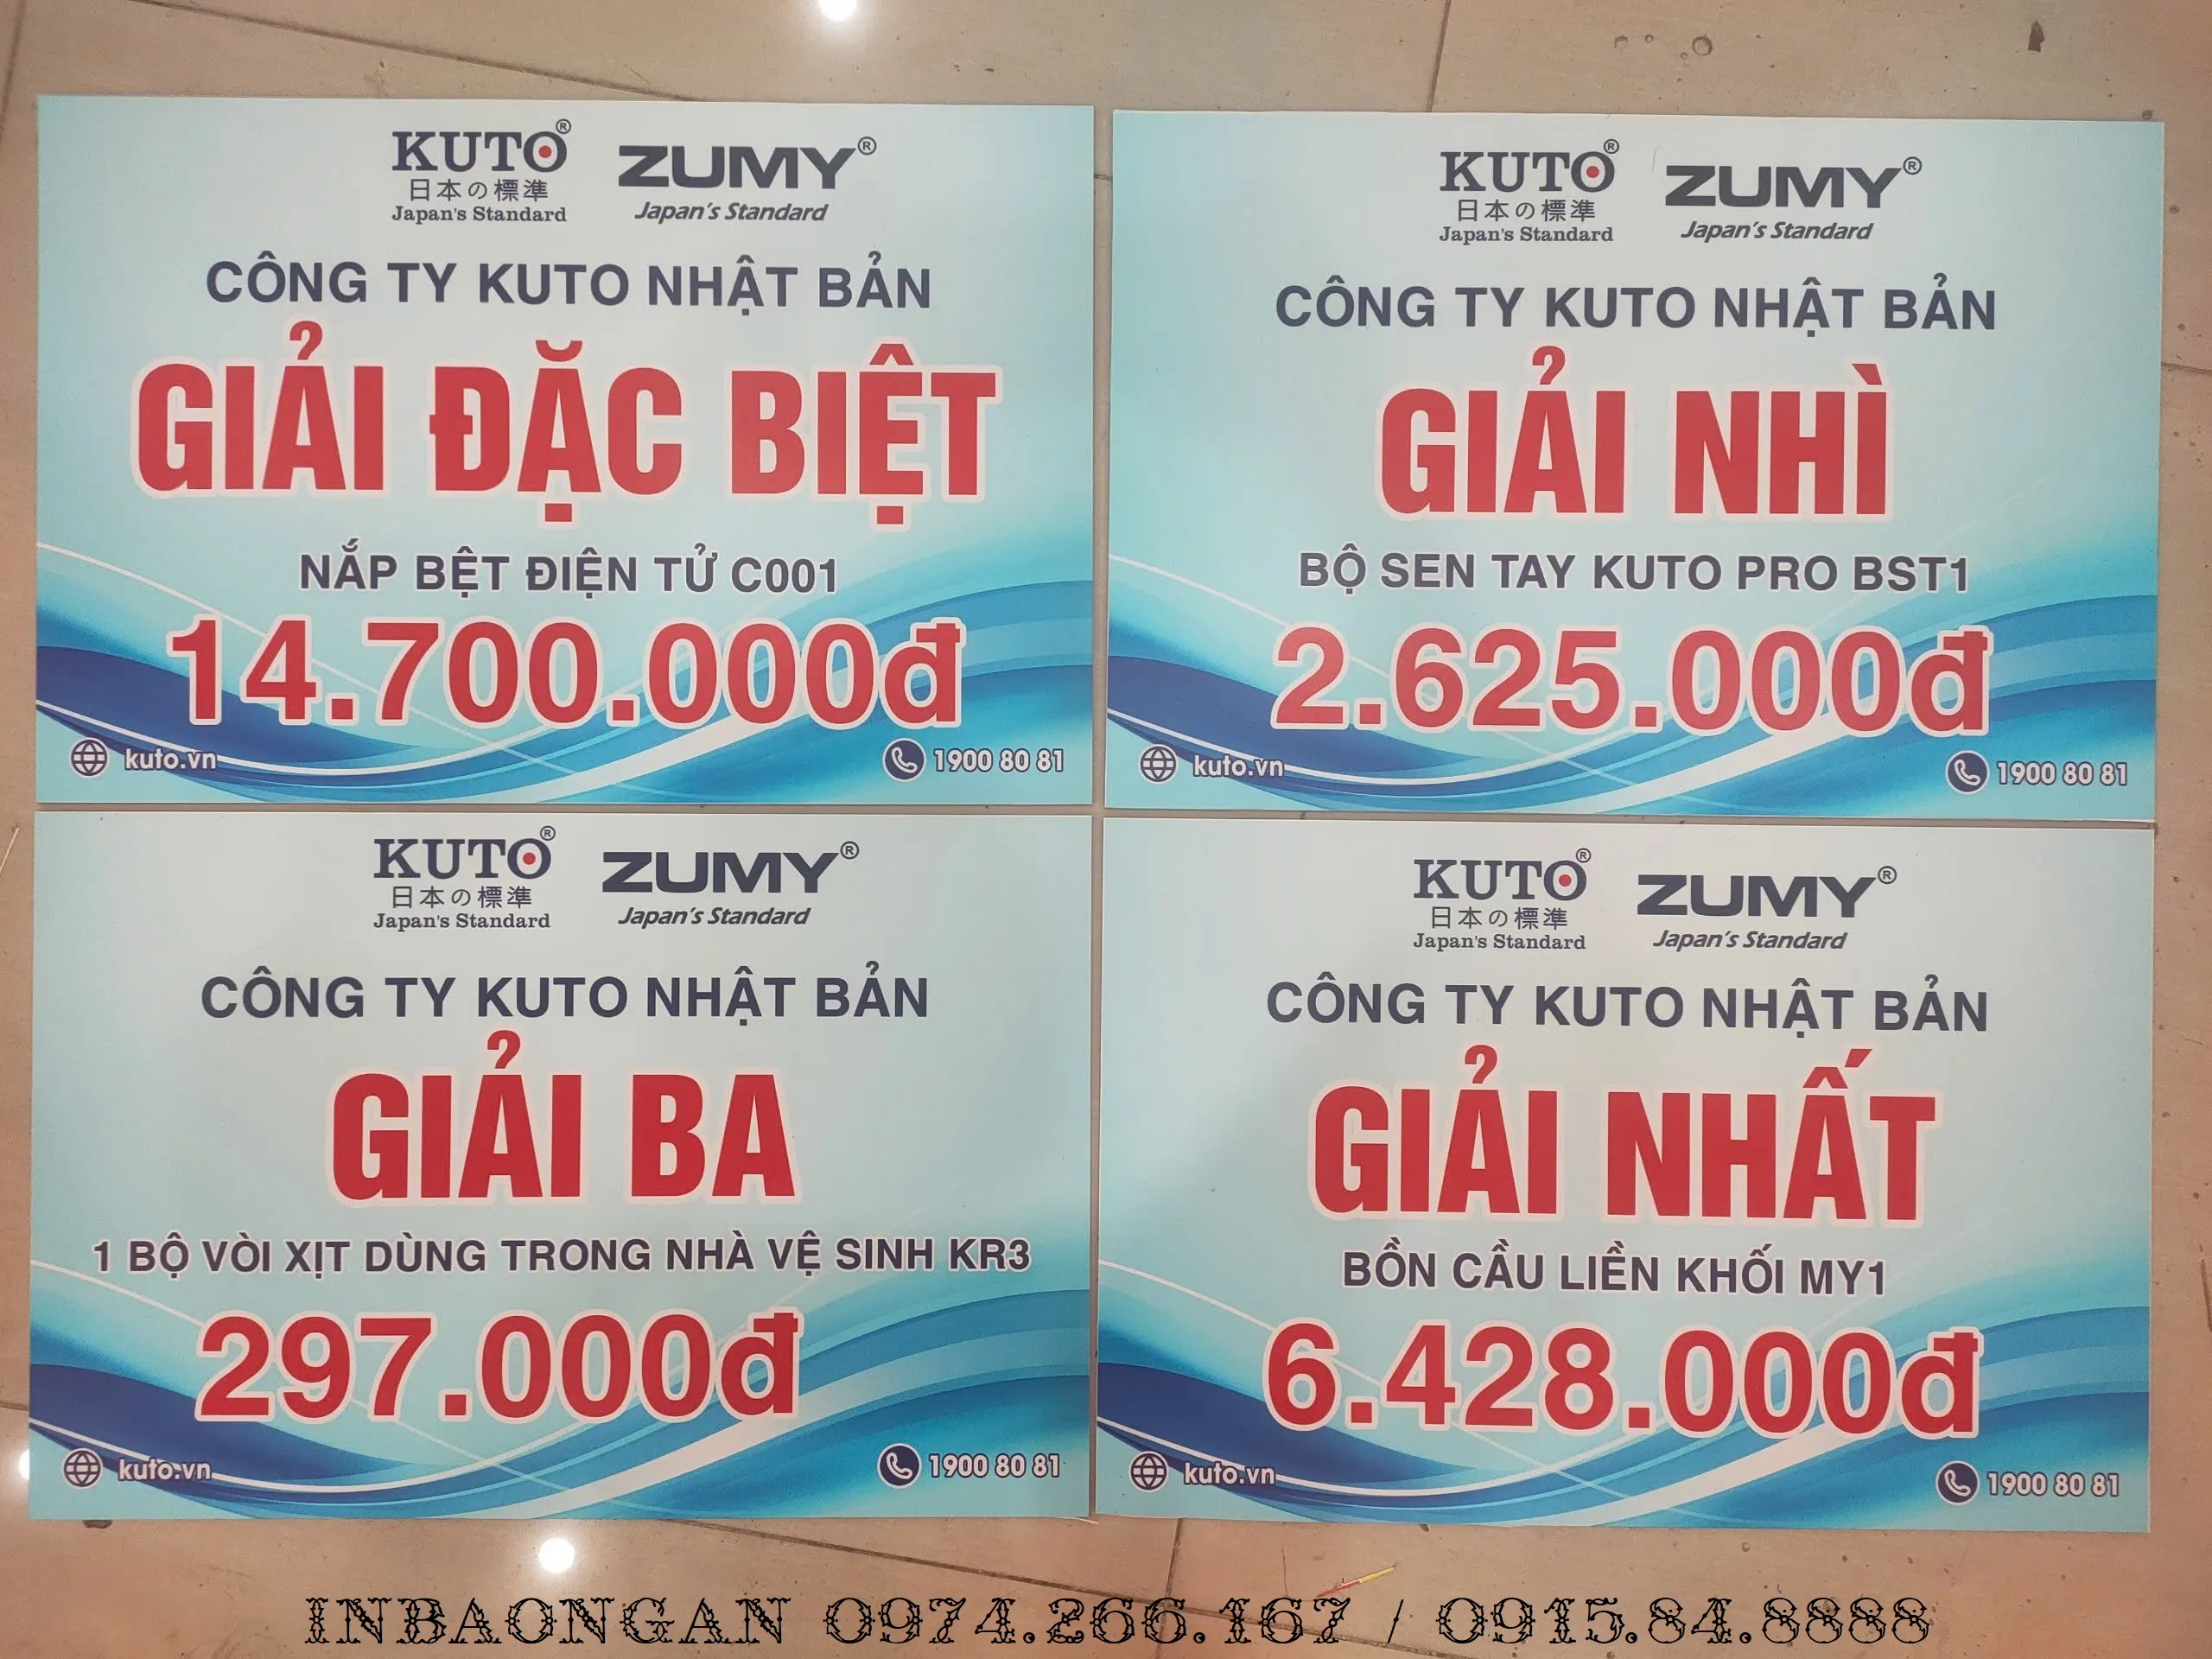 KUTO®
日本の標準
Japan's Standard
ZUMY®
Japan's Standard
CÔNG TY KUTO NHẬT BẢN
GIẢI ĐẶC BIỆT
NẮP BỆT ĐIỆN TỬ C001
14.700.000đ
kuto.vn
1900 80 81
KUTO®
日本の標準
Japan's Standard
ZUMY®
Japan's Standard
CÔNG TY KUTO NHẬT BẢN
GIẢI NHÌ
BỘ SEN TAY KUTO PRO BST1
2.625.000đ
kuto.vn
1900 80 81
KUTO®
日本の標準
Japan's Standard
ZUMY®
Japan's Standard
CÔNG TY KUTO NHẬT BẢN
GIẢI BA
1 BỘ VÒI XỊT DÙNG TRONG NHÀ VỆ SINH KR3
297.000đ
kuto.vn
1900 80 81
KUTO®
日本の標準
Japan's Standard
ZUMY®
Japan's Standard
CÔNG TY KUTO NHẬT BẢN
GIẢI NHẤT
BỒN CẦU LIỀN KHỐI MY1
6.428.000đ
kuto.vn
1900 80 81
INBAONGAN 0974.266.167 / 0915.84.8888